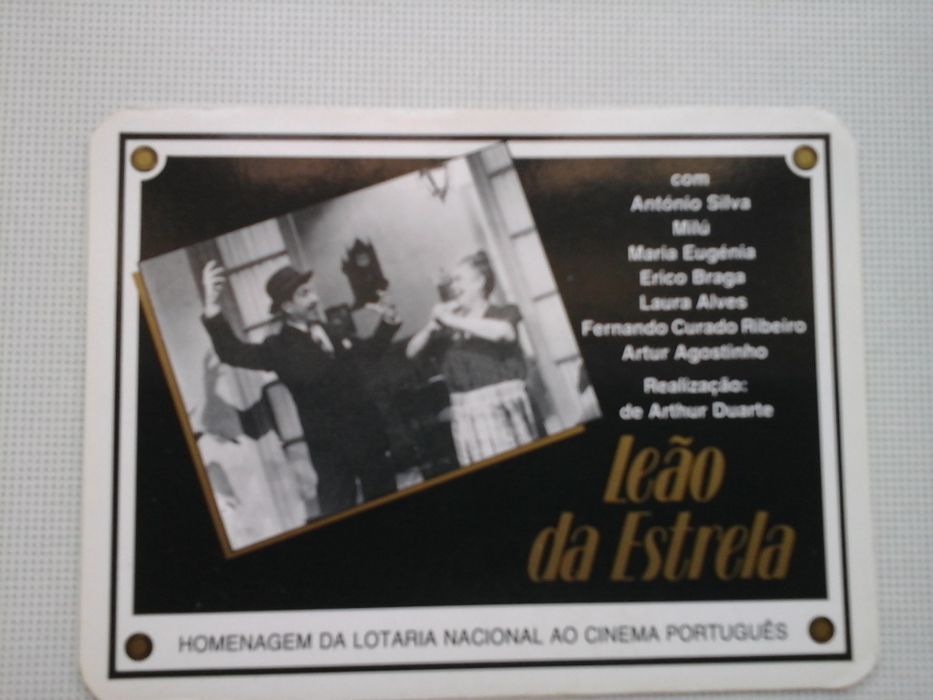 com
António Silva
Milú
Maria Eugénia
Erico Braga
Laura Alves
Fernando Curado Ribeiro
Artur Agostinho
Realização:
de Arthur Duarte
Leão
da Estrela
HOMENAGEM DA LOTARIA NACIONAL AO CINEMA PORTUGUÊS